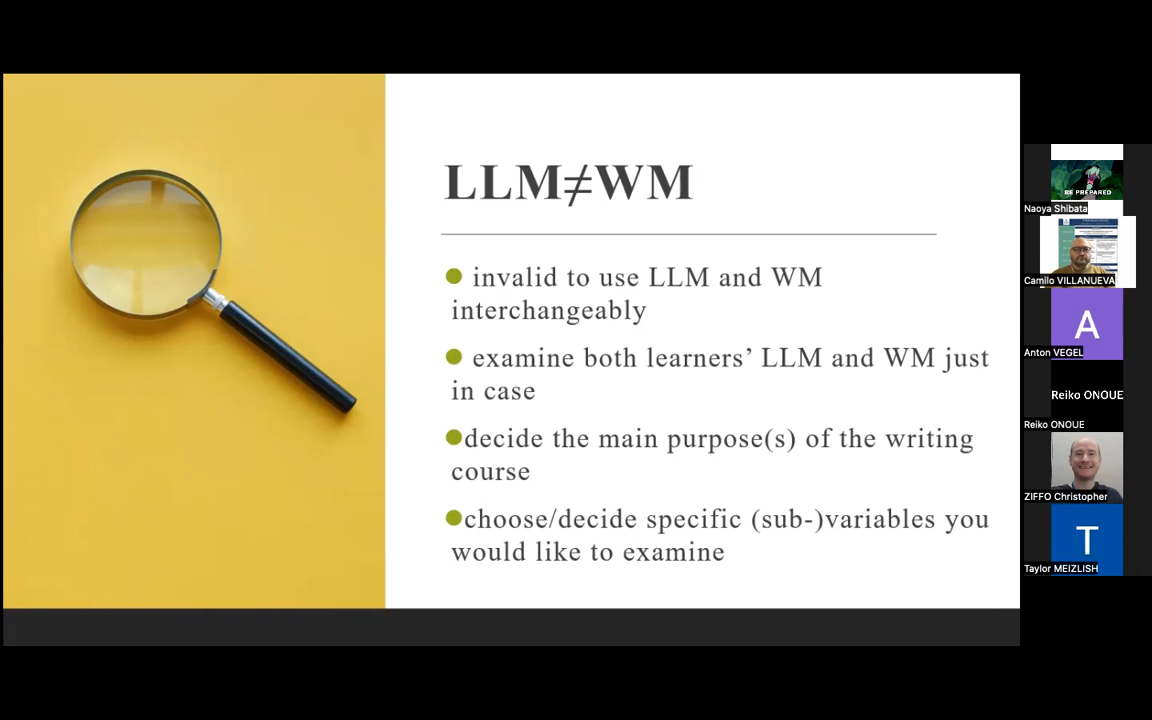 LLM≠WM
invalid to use LLM and WM
interchangeably
examine both learners’ LLM and WM just
in case
decide the main purpose(s) of the writing
course
choose/decide specific (sub-)variables you
would like to examine
BE PREPARED
Naoya Shibata
Camilo VILLANUEVA
A
Anton VEGEL
Reiko ONOUE
Reiko ONOUE
ZIFFO Christopher
T
Taylor MEIZLISH